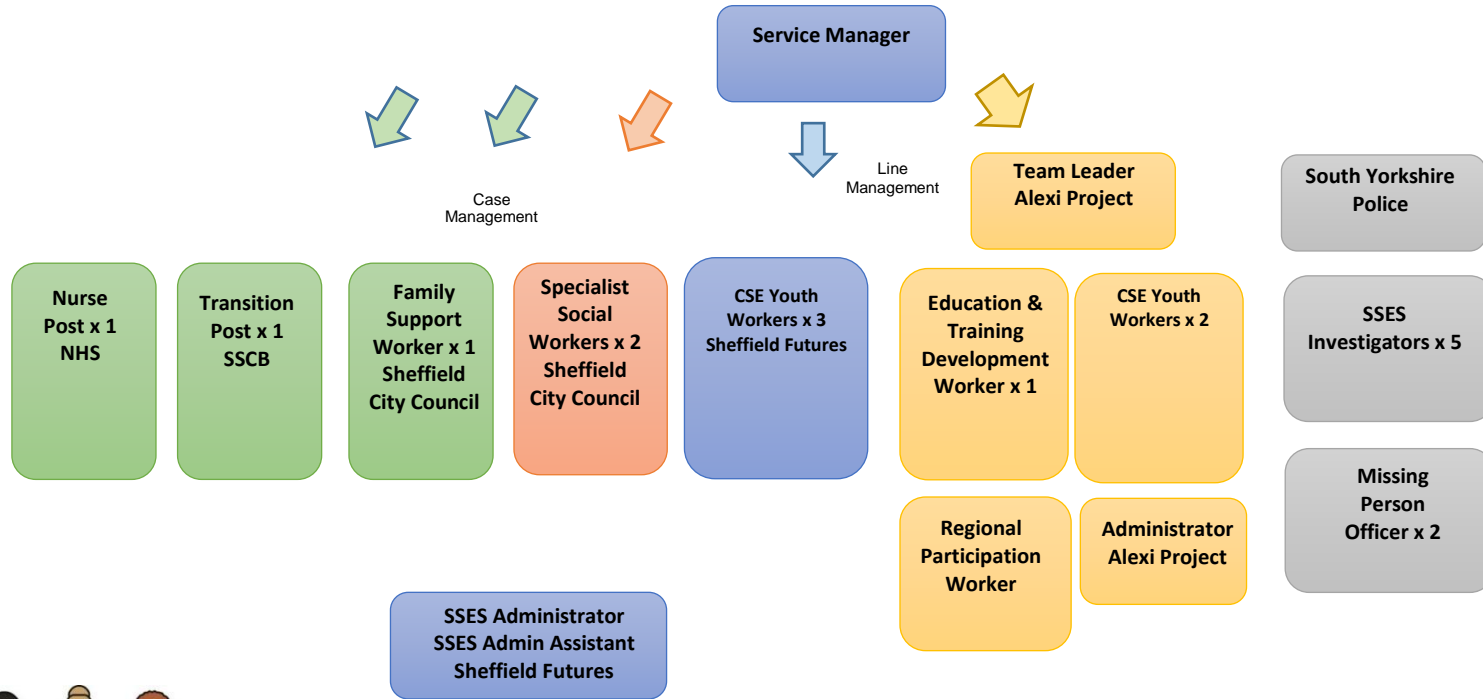 Service Manager
Case
Management
Line
Management
Team Leader
Alexi Project
South Yorkshire
Police
Nurse
Post x 1
NHS
Transition
Post x 1
SSCB
Family
Support
Worker x 1
Sheffield
City Council
Specialist
Social
Workers x 2
Sheffield
City Council
CSE Youth
Workers x 3
Sheffield Futures
Education &
Training
Development
Worker x 1
CSE Youth
Workers x 2
SSES
Investigators x 5
Regional
Participation
Worker
Administrator
Alexi Project
Missing
Person
Officer x 2
SSES Administrator
SSES Admin Assistant
Sheffield Futures